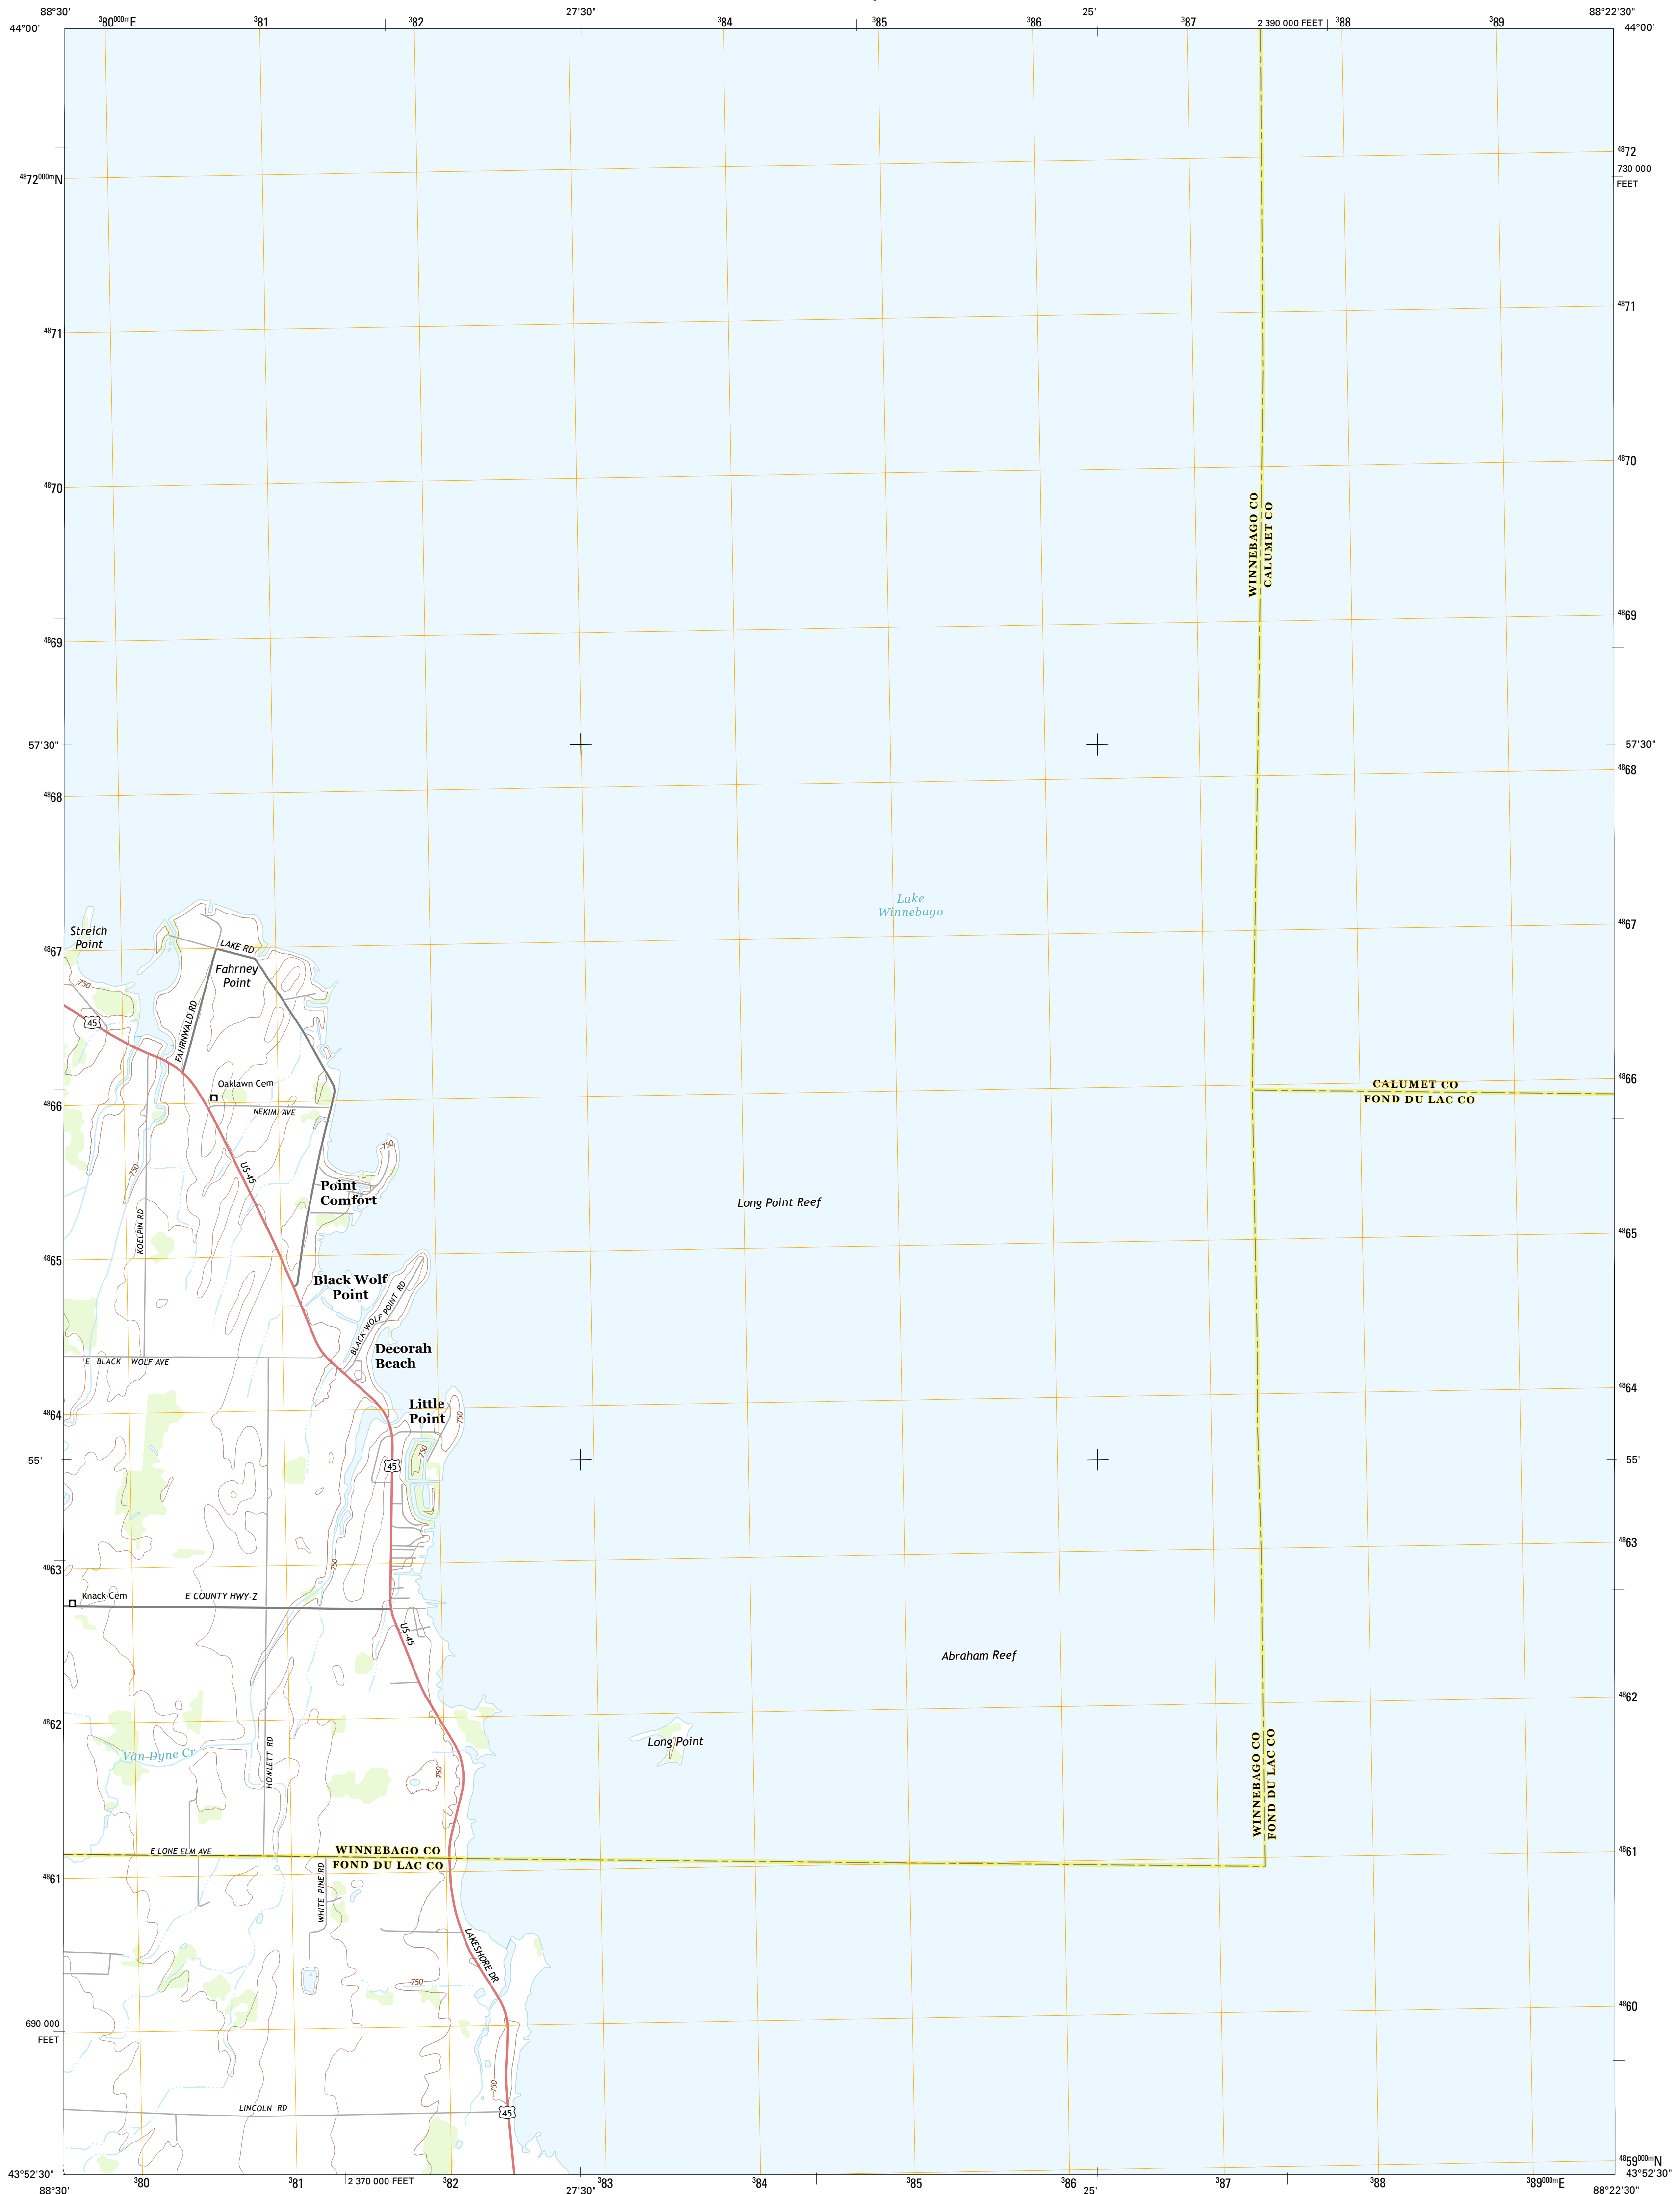 88°30'
³80⁰⁰⁰ᵐE
³81
³82
27'30"
³84
³85
³86
25'
³87
2 390 000 FEET
³88
³89
88°22'30"
44°00'
44°00'
⁴⁸72
730 000
FEET
⁴⁸72⁰⁰⁰ᵐN
⁴⁸71
⁴⁸71
⁴⁸70
⁴⁸70
WINNEBAGO CO
CALUMET CO
⁴⁸69
⁴⁸69
57'30"
57'30"
⁴⁸68
⁴⁸68
Lake
Winnebago
Streich
Point
⁴⁸67
⁴⁸67
LAKE RD
Fahrney
Point
750
45
FAHRNWALD RD
Oaklawn Cem
NEKIMI AVE
⁴⁸66
⁴⁸66
CALUMET CO
FOND DU LAC CO
750
750
US-45
Point
Comfort
Long Point Reef
KOELPIN RD
⁴⁸65
⁴⁸65
Black Wolf
Point
BLACK WOLF POINT RD
Decorah
Beach
E BLACK WOLF AVE
⁴⁸64
⁴⁸64
Little
Point
750
750
55'
45
55'
⁴⁸63
⁴⁸63
750
Knack Cem
E COUNTY HWY-Z
US-45
Abraham Reef
⁴⁸62
⁴⁸62
Long Point
Van Dyne Cr
HOWLETT RD
750
WINNEBAGO CO
FOND DU LAC CO
E LONE ELM AVE
WINNEBAGO CO
FOND DU LAC CO
⁴⁸61
⁴⁸61
WHITE PINE RD
LAKESHORE DR
750
⁴⁸60
690 000
FEET
750
LINCOLN RD
45
⁴⁸59⁰⁰⁰ᵐN
43°52'30"
43°52'30"
³80
³81
2 370 000 FEET
³82
³83
³84
³85
³86
³87
³88
³89⁰⁰⁰ᵐE
88°30'
27'30"
25'
88°22'30"